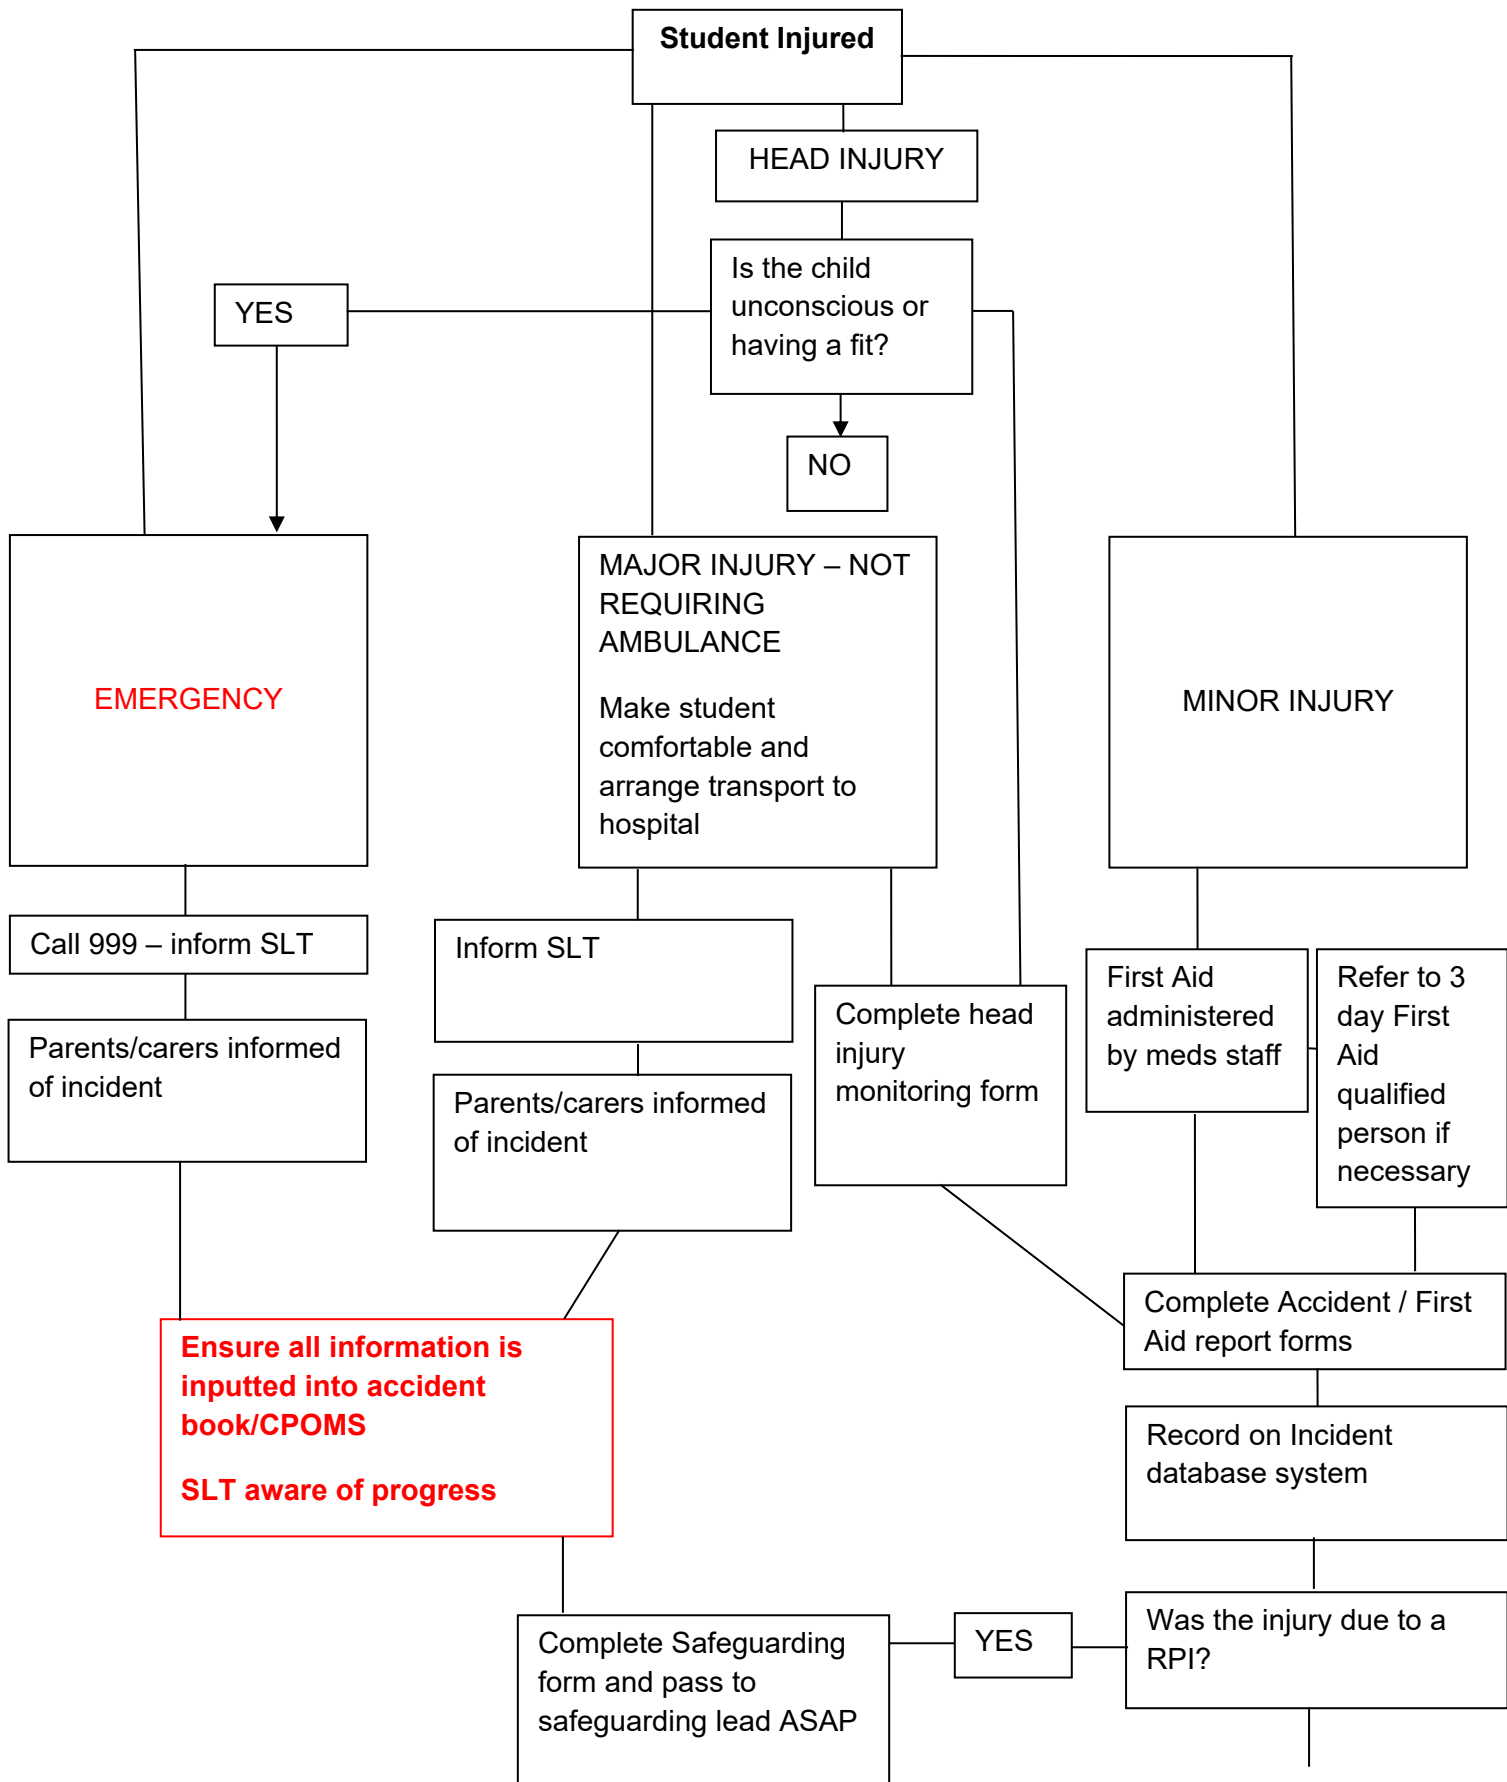 Student Injured
HEAD INJURY
Is the child
unconscious or
having a fit?
YES
NO
EMERGENCY
MAJOR INJURY – NOT
REQUIRING
AMBULANCE
Make student
comfortable and
arrange transport to
hospital
MINOR INJURY
Call 999 – inform SLT
Parents/carers informed
of incident
Inform SLT
Parents/carers informed
of incident
Complete head
injury
monitoring form
First Aid
administered
by meds staff
Refer to 3
day First
Aid
qualified
person if
necessary
Ensure all information is
inputted into accident
book/CPOMS
SLT aware of progress
Complete Accident / First
Aid report forms
Record on Incident
database system
Was the injury due to a
RPI?
YES
Complete Safeguarding
form and pass to
safeguarding lead ASAP